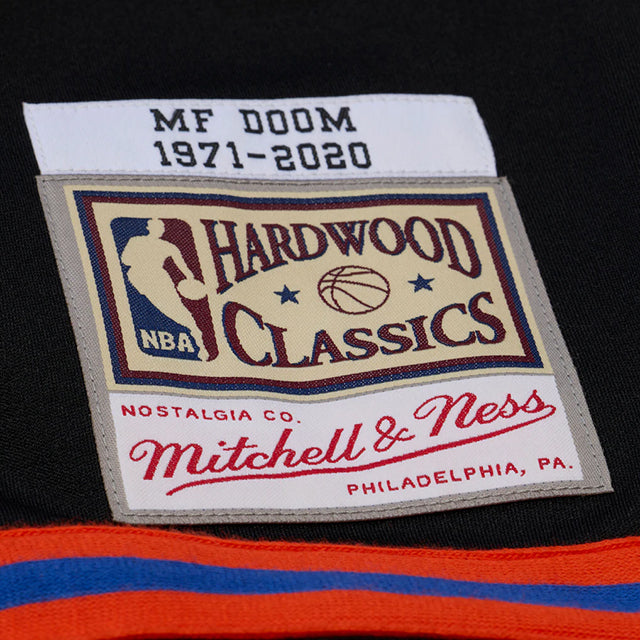 MF DOOM
1971-2020
HARDWOOD
CLASSICS
NBA
NOSTALGIA CO.
Mitchell & Ness
PHILADELPHIA, PA.